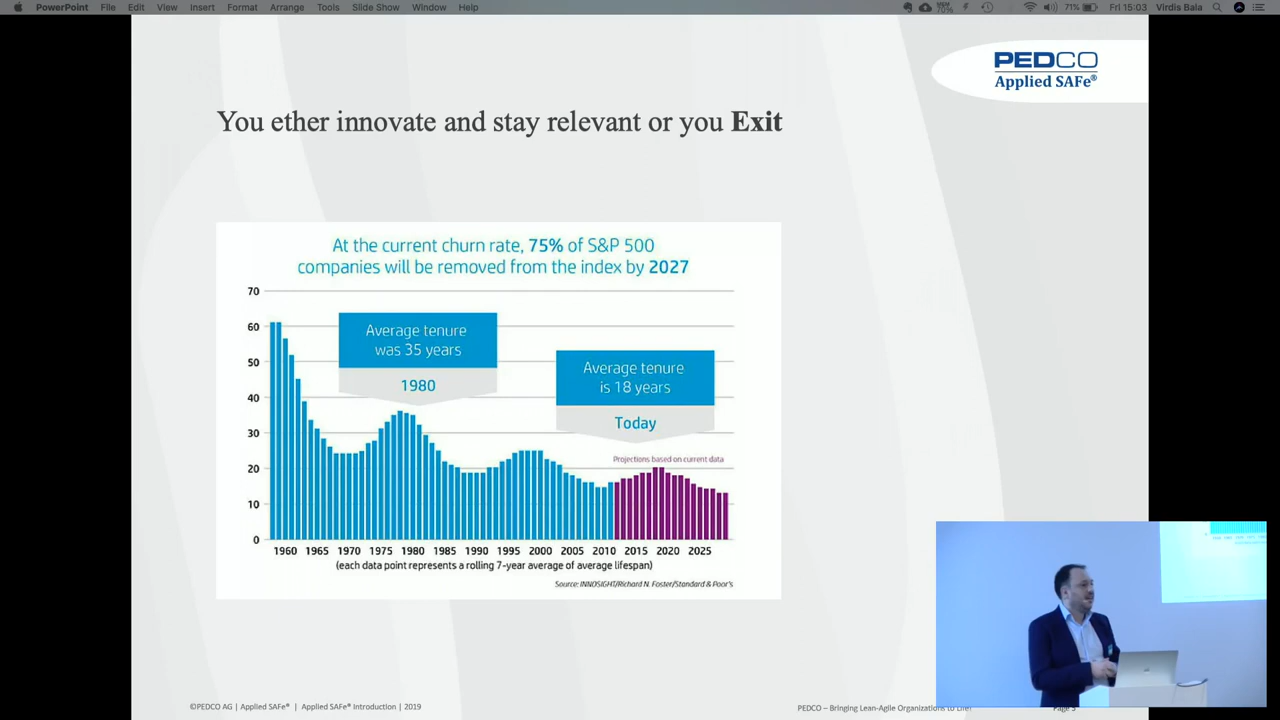 PowerPoint File Edit View Insert Format Arrange Tools Slide Show Window Help 71% Fri 15:03 Virdis Bala
PEDCO
Applied SAFe®
You ether innovate and stay relevant or you Exit
At the current churn rate, 75% of S&P 500
companies will be removed from the index by 2027
70
60
50
40
30
20
10
0
Average tenure
was 35 years
1980
Average tenure
is 18 years
Today
Projections based on current data
1960 1965 1970 1975 1980 1985 1990 1995 2000 2005 2010 2015 2020 2025
(each data point represents a rolling 7-year average of average lifespan)
Source: INNOSIGHT/Richard N. Foster/Standard & Poor's
©PEDCO AG | Applied SAFe® | Applied SAFe® Introduction | 2019
PEDCO – Bringing Lean-Agile Organizations to Life!
Page